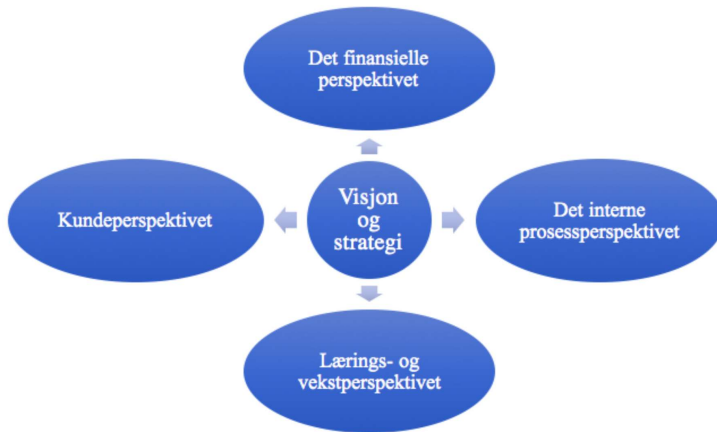 Det finansielle
perspektivet
Kundeperspektivet
Visjon
og
strategi
Det interne
prosessperspektivet
Lærings- og
vekstperspektivet